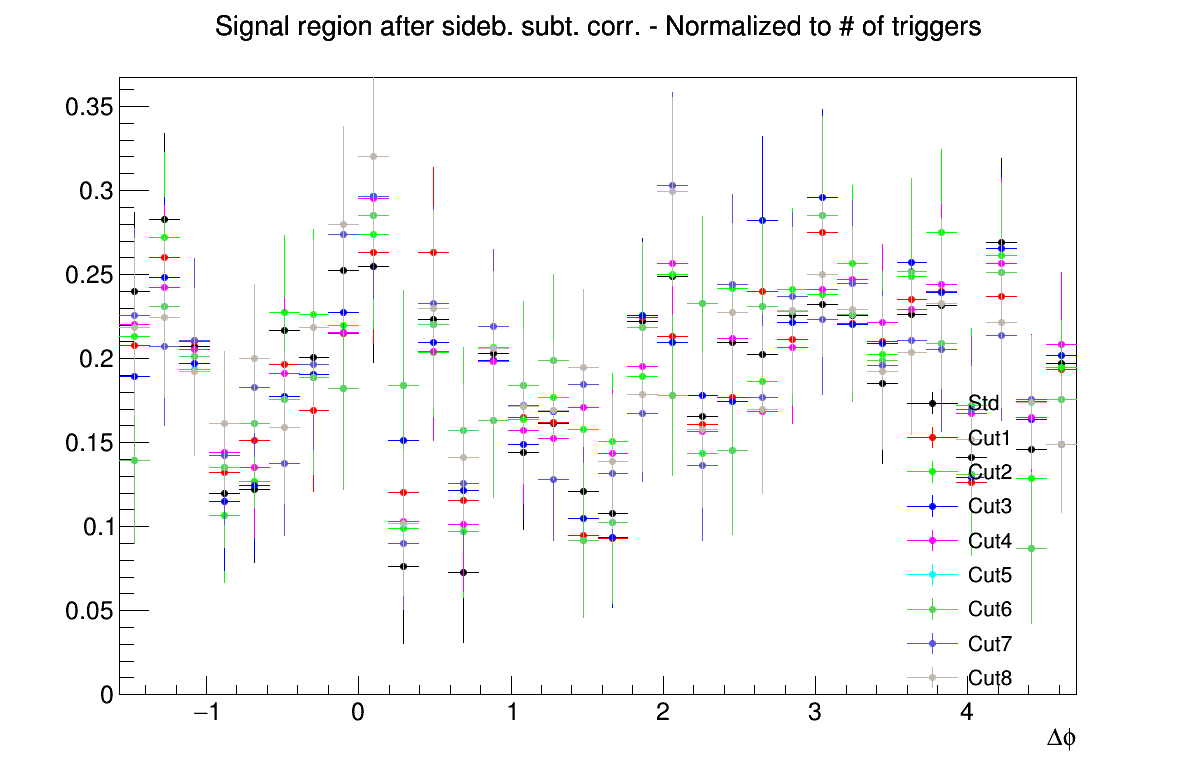 Signal region after sideb. subt. corr. - Normalized to # of triggers
0.35
0.3
0.25
0.2
0.15
0.1
0.05
0
Std
Cut1
Cut2
Cut3
Cut4
Cut5
Cut6
Cut7
Cut8
−1 0 1 2 3 4
Δϕ